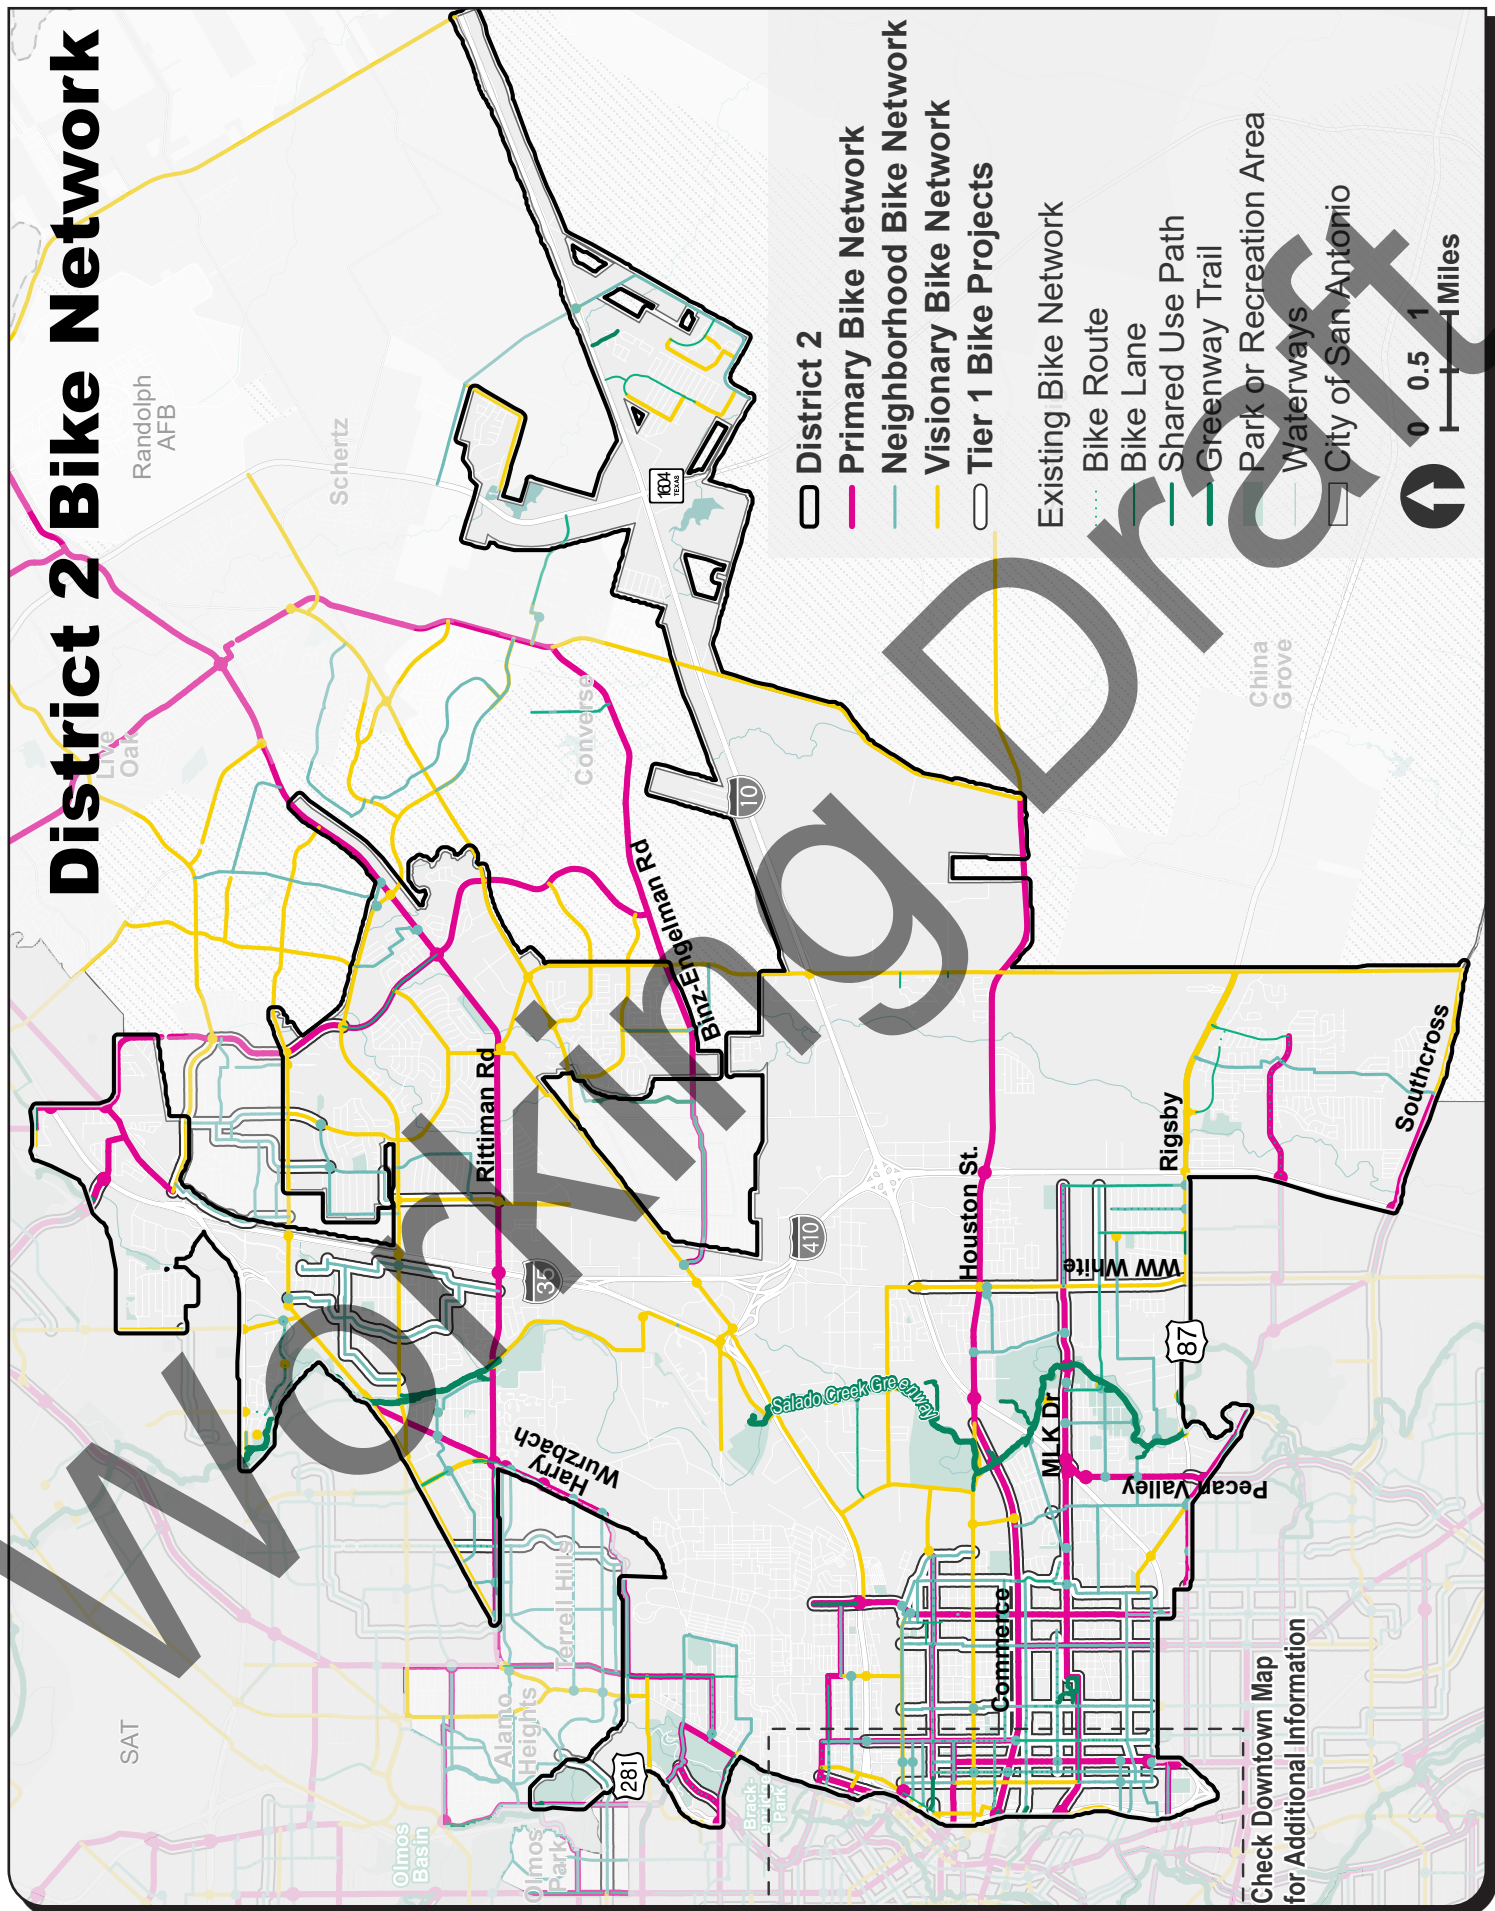 District 2 Bike Network
Randolph
AFB
Schertz
Live
Oak
Converse
1604
TEXAS
10
Binz-Engelman Rd
Rittiman Rd
35
410
Harry
Wurzbach
Salado Creek Greenway
Houston St.
WW White
Rigsby
Southcross
87
MLK Dr
Pecan Valley
Commerce
China
Grove
Terrell Hills
Alamo
Heights
281
SAT
Olmos
Basin
Olmos
Park
Brack-
enridge
Park
Check Downtown Map
for Additional Information
District 2
Primary Bike Network
Neighborhood Bike Network
Visionary Bike Network
Tier 1 Bike Projects
Existing Bike Network
Bike Route
Bike Lane
Shared Use Path
Greenway Trail
Park or Recreation Area
Waterways
City of San Antonio
0 0.5 1
Miles
Working Draft